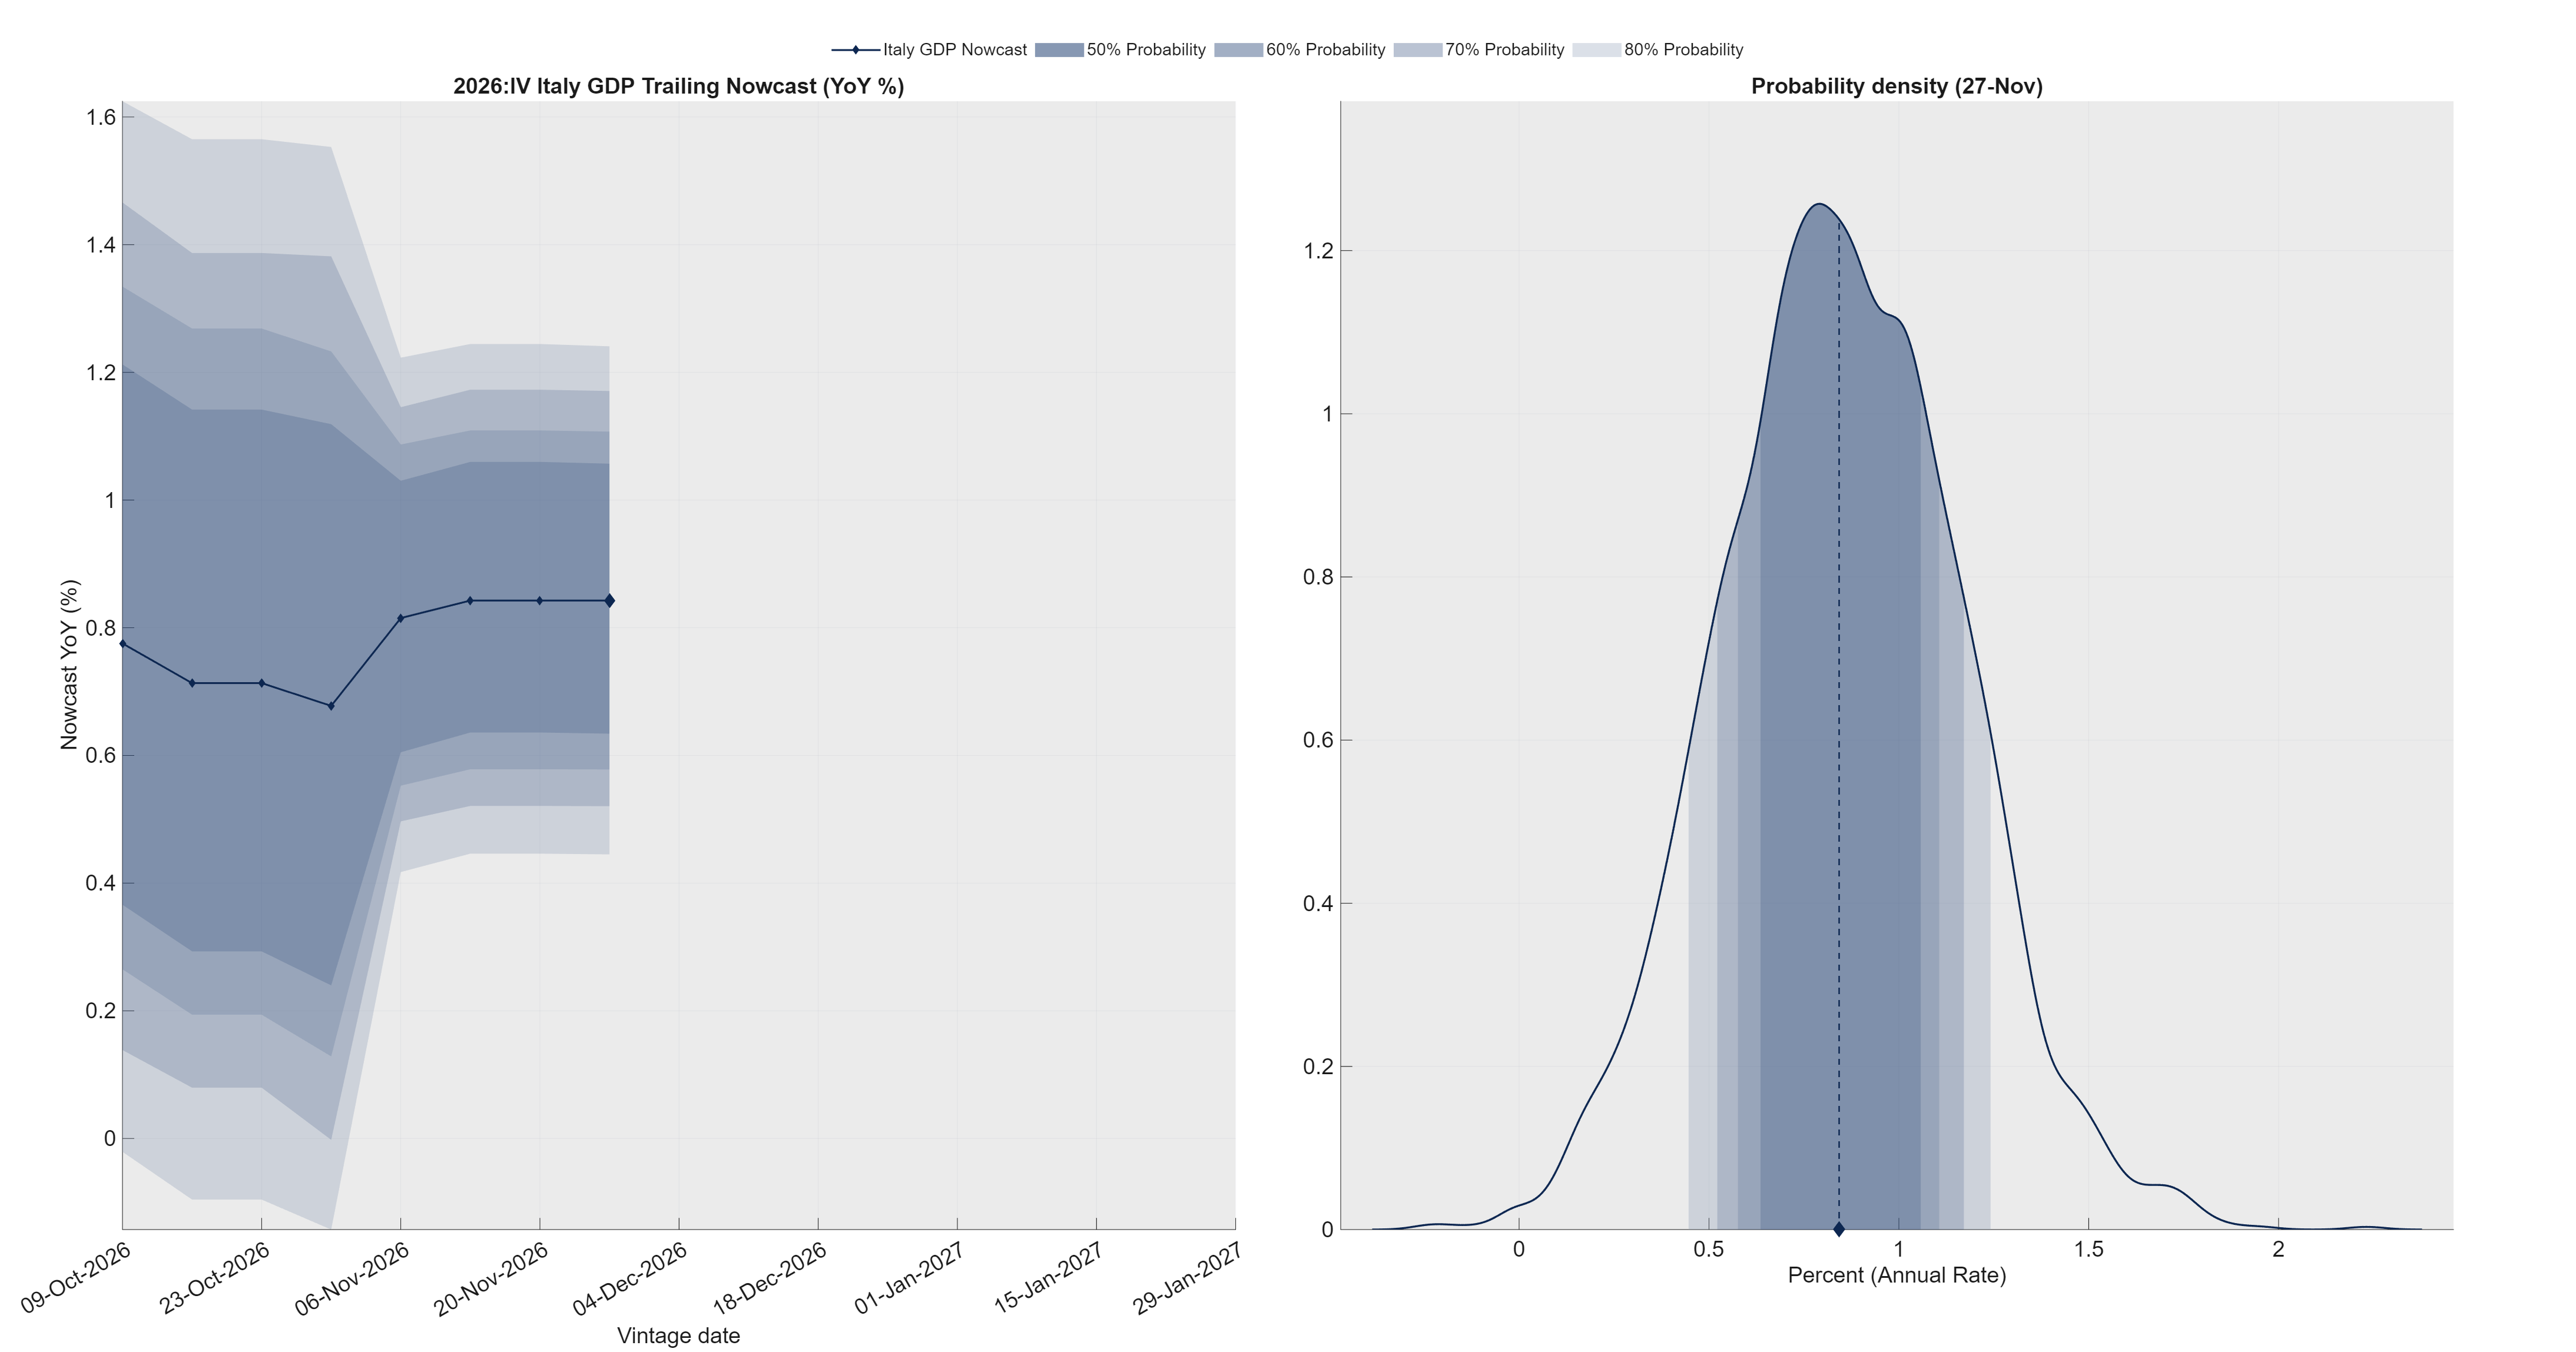 Italy GDP Nowcast 50% Probability 60% Probability 70% Probability 80% Probability
2026:IV Italy GDP Trailing Nowcast (YoY %)
1.6
1.4
1.2
1
0.8
0.6
0.4
0.2
0
Nowcast YoY (%)
09-Oct-2026 23-Oct-2026 06-Nov-2026 20-Nov-2026 04-Dec-2026 18-Dec-2026 01-Jan-2027 15-Jan-2027 29-Jan-2027
Vintage date
Probability density (27-Nov)
1.2
1
0.8
0.6
0.4
0.2
0
0 0.5 1 1.5 2
Percent (Annual Rate)